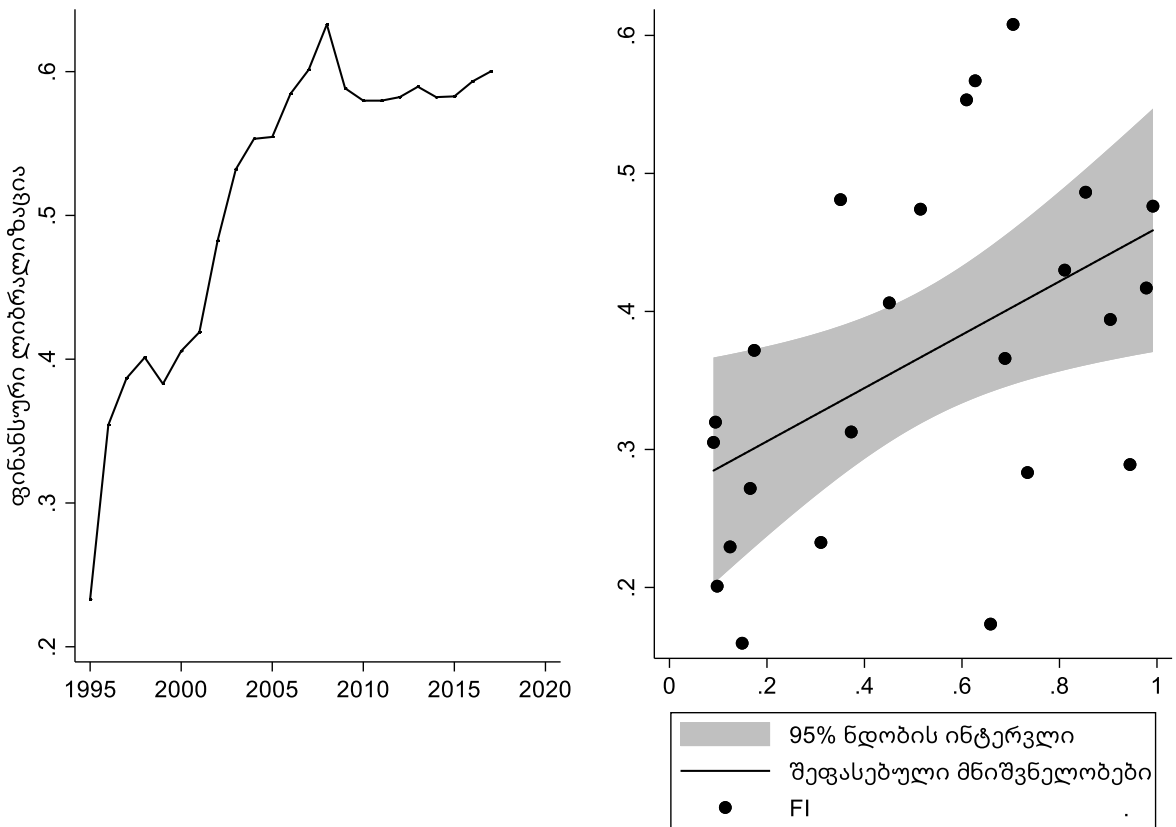 ფინანსური ლიბრალიზაცია
.6
.5
.4
.3
.2
1995 2000 2005 2010 2015 2020
.6
.5
.4
.3
.2
0 .2 .4 .6 .8 1
95% ნდობის ინტერვლი
შეფასებული მნიშვნელობები
FI .